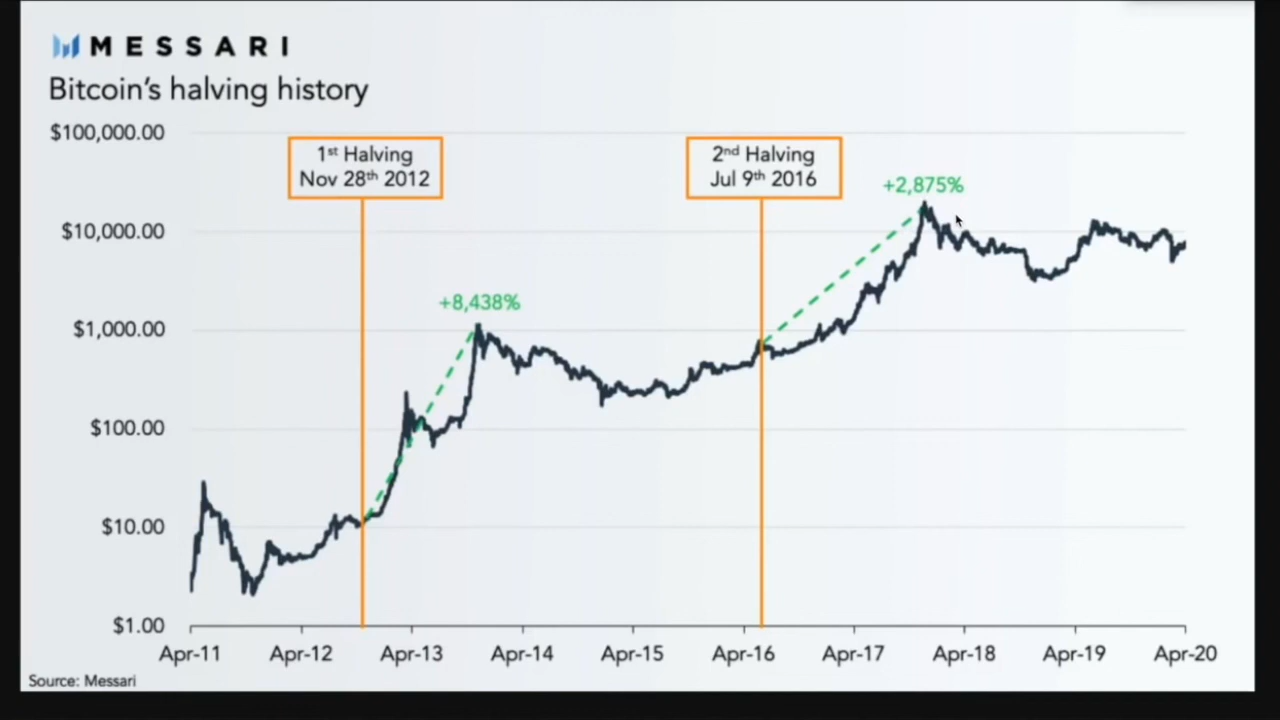 MESSARI
Bitcoin's halving history
$100,000.00
$10,000.00
$1,000.00
$100.00
$10.00
$1.00
1st Halving
Nov 28th 2012
2nd Halving
Jul 9th 2016
+8,438%
+2,875%
Apr-11
Apr-12
Apr-13
Apr-14
Apr-15
Apr-16
Apr-17
Apr-18
Apr-19
Apr-20
Source: Messari